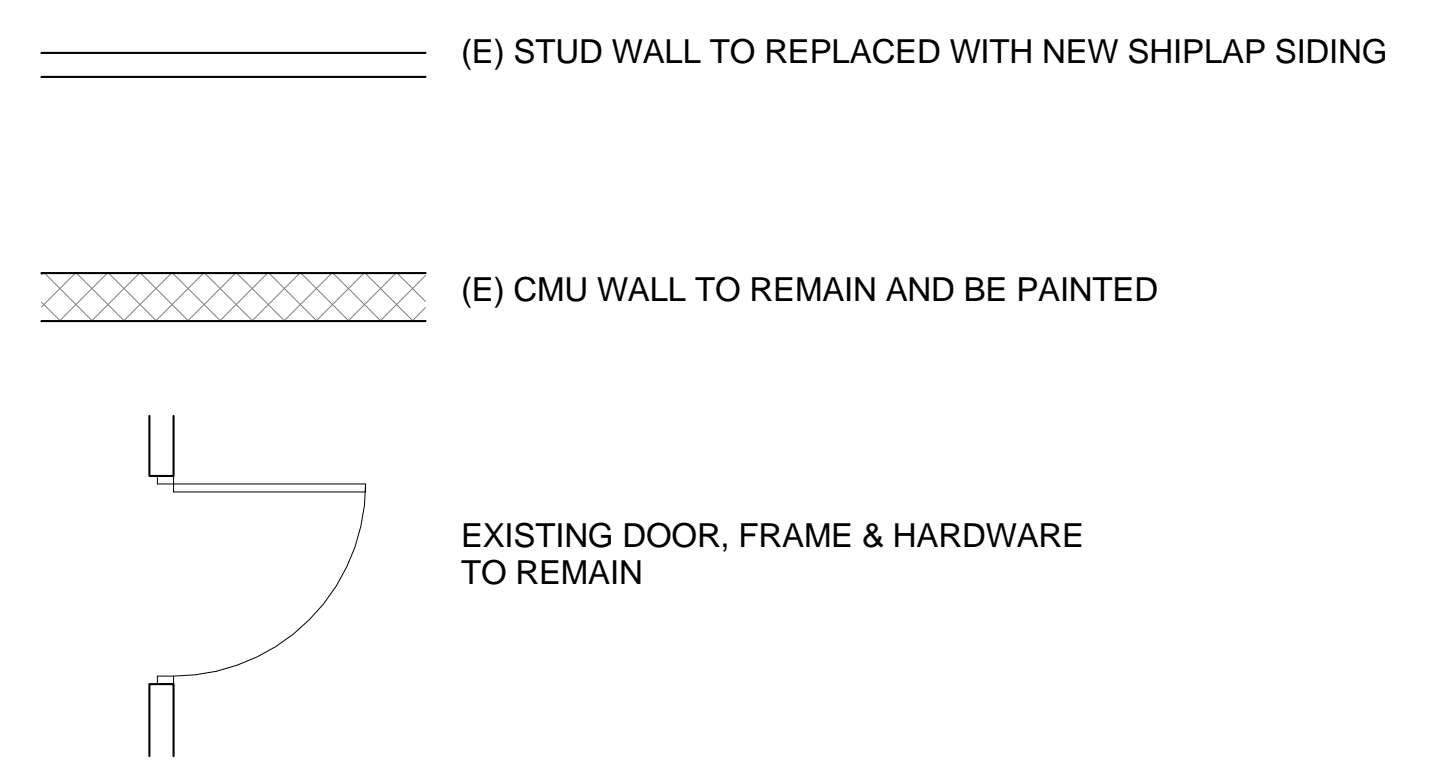 (E) STUD WALL TO REPLACED WITH NEW SHIPLAP SIDING
(E) CMU WALL TO REMAIN AND BE PAINTED
EXISTING DOOR, FRAME & HARDWARE
TO REMAIN